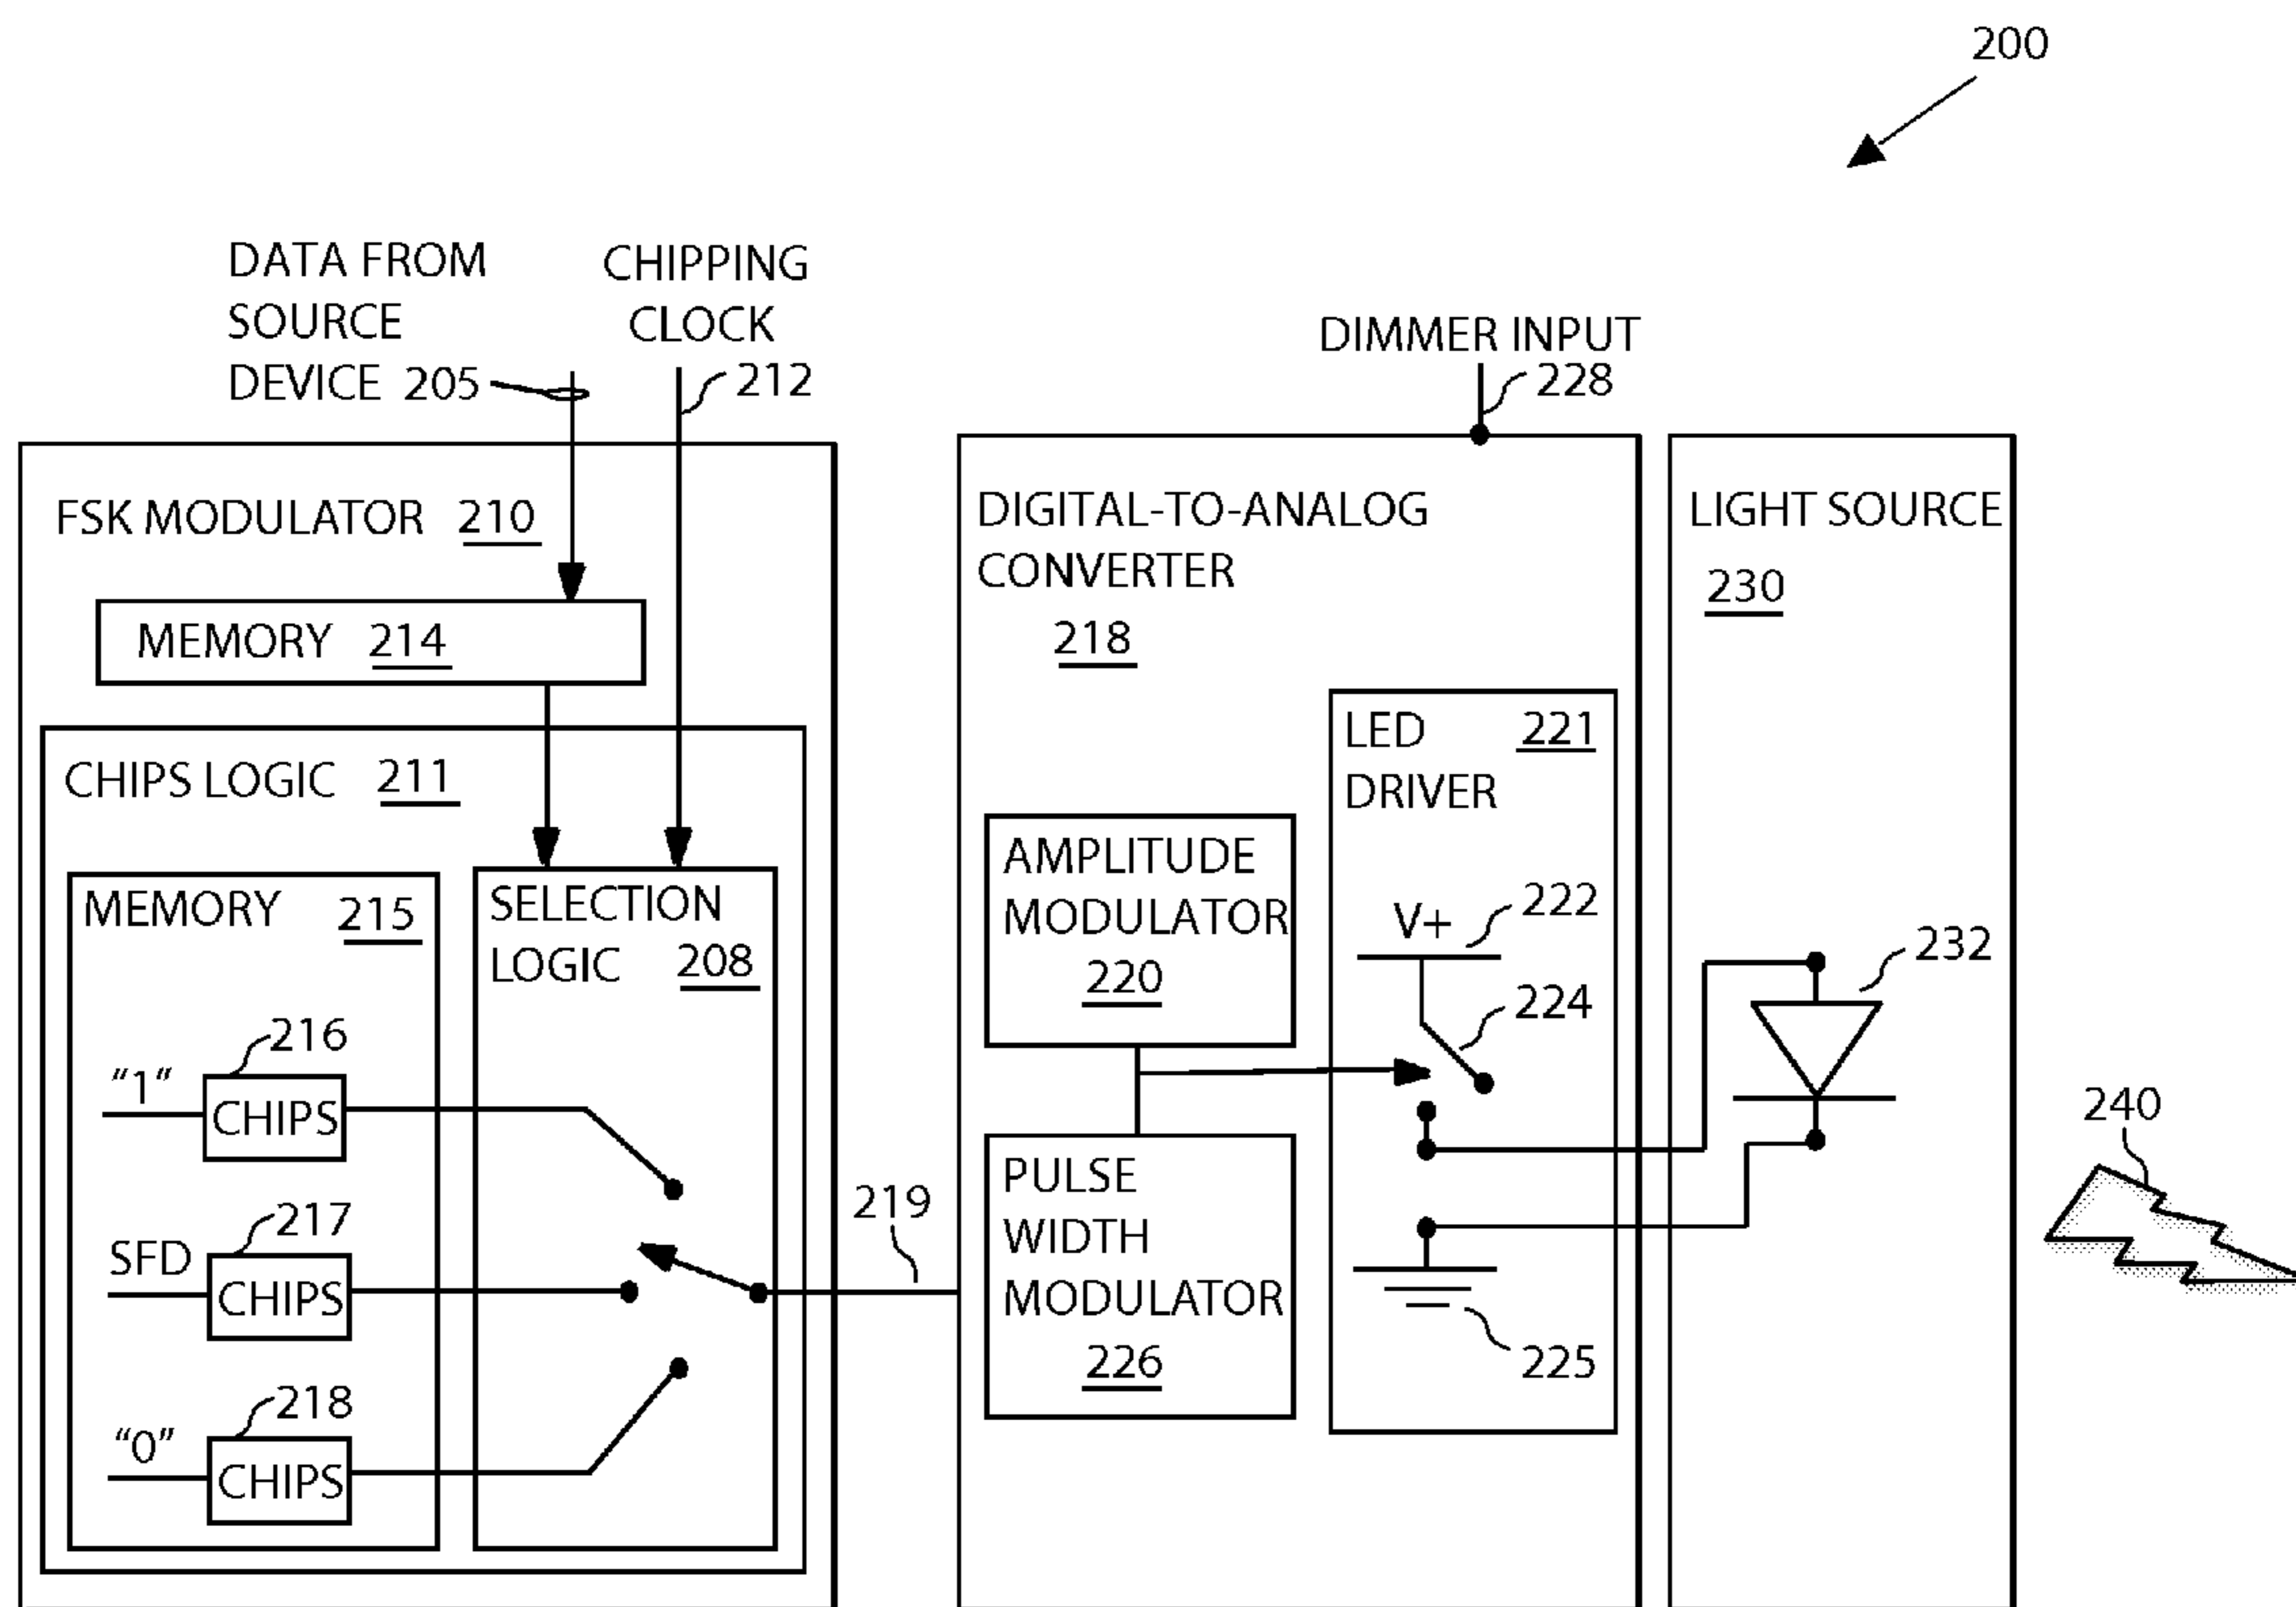 200
DATA FROM
SOURCE
DEVICE 205
CHIPPING
CLOCK
212
DIMMER INPUT
228
FSK MODULATOR 210
MEMORY 214
CHIPS LOGIC 211
MEMORY 215
SELECTION
LOGIC 208
"1"
216
CHIPS
SFD
217
CHIPS
"0"
218
CHIPS
219
DIGITAL-TO-ANALOG
CONVERTER
218
AMPLITUDE
MODULATOR
220
PULSE
WIDTH
MODULATOR
226
LED 221
DRIVER
V+
222
224
225
LIGHT SOURCE
230
232
240